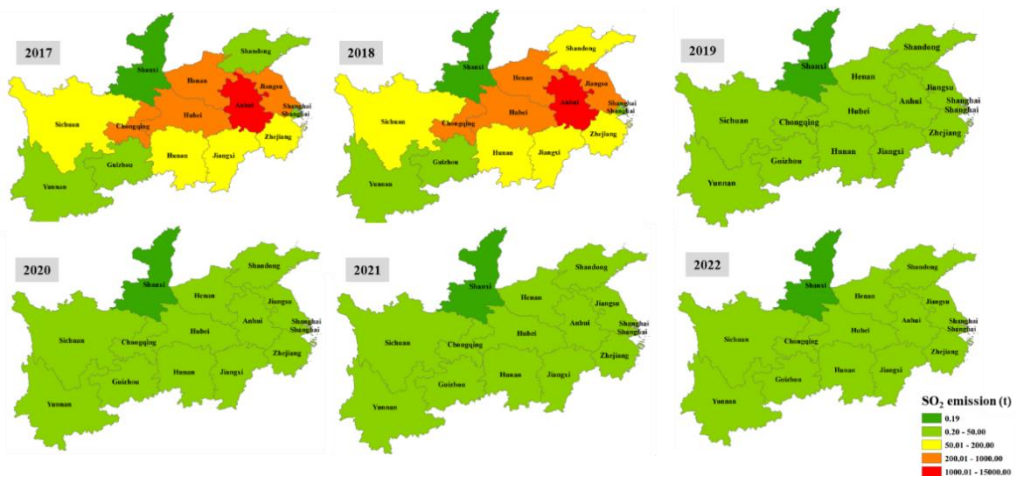 2017
Shandong
Shanxi
Henan
Jiangsu
Anhui
Shanghai
Shanghai
Sichuan
Chongqing
Hubei
Zhejiang
Guizhou
Hunan
Jiangxi
Yunnan
2018
Shandong
Shanxi
Henan
Jiangsu
Anhui
Shanghai
Shanghai
Sichuan
Chongqing
Hubei
Zhejiang
Guizhou
Hunan
Jiangxi
Yunnan
2019
Shandong
Shanxi
Henan
Jiangsu
Anhui
Shanghai
Shanghai
Sichuan
Chongqing
Hubei
Zhejiang
Guizhou
Hunan
Jiangxi
Yunnan
2020
Shandong
Shanxi
Henan
Jiangsu
Anhui
Shanghai
Shanghai
Sichuan
Chongqing
Hubei
Zhejiang
Guizhou
Hunan
Jiangxi
Yunnan
2021
Shandong
Shanxi
Henan
Jiangsu
Anhui
Shanghai
Shanghai
Sichuan
Chongqing
Hubei
Zhejiang
Guizhou
Hunan
Jiangxi
Yunnan
2022
Shandong
Shanxi
Henan
Jiangsu
Anhui
Shanghai
Shanghai
Sichuan
Chongqing
Hubei
Zhejiang
Guizhou
Hunan
Jiangxi
Yunnan
SO₂ emission (t)
0.19
0.20 - 50.00
50.01 - 200.00
200.01 - 1000.00
1000.01 - 15000.00